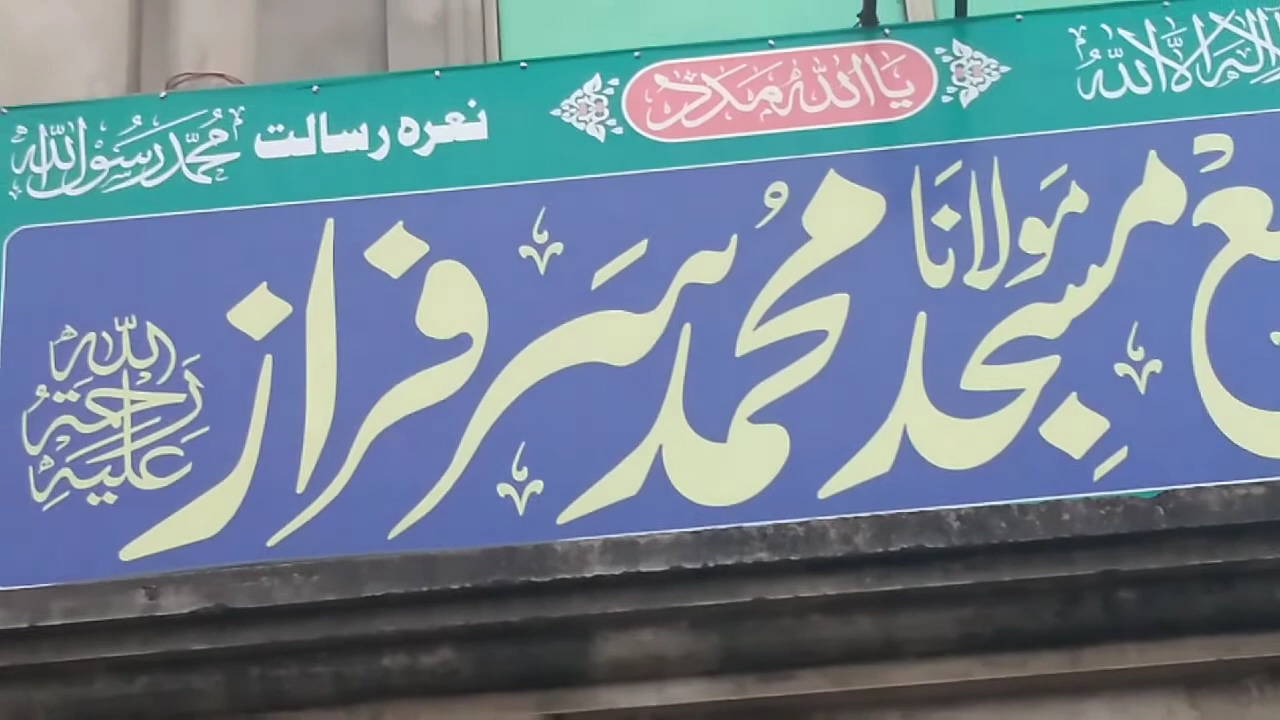 لا الہ الا اللہ یا اللہ مدد نعرہ رسالت محمد رسول اللہ
مسجد مولانا محمد سرفراز رحمۃ اللہ علیہ